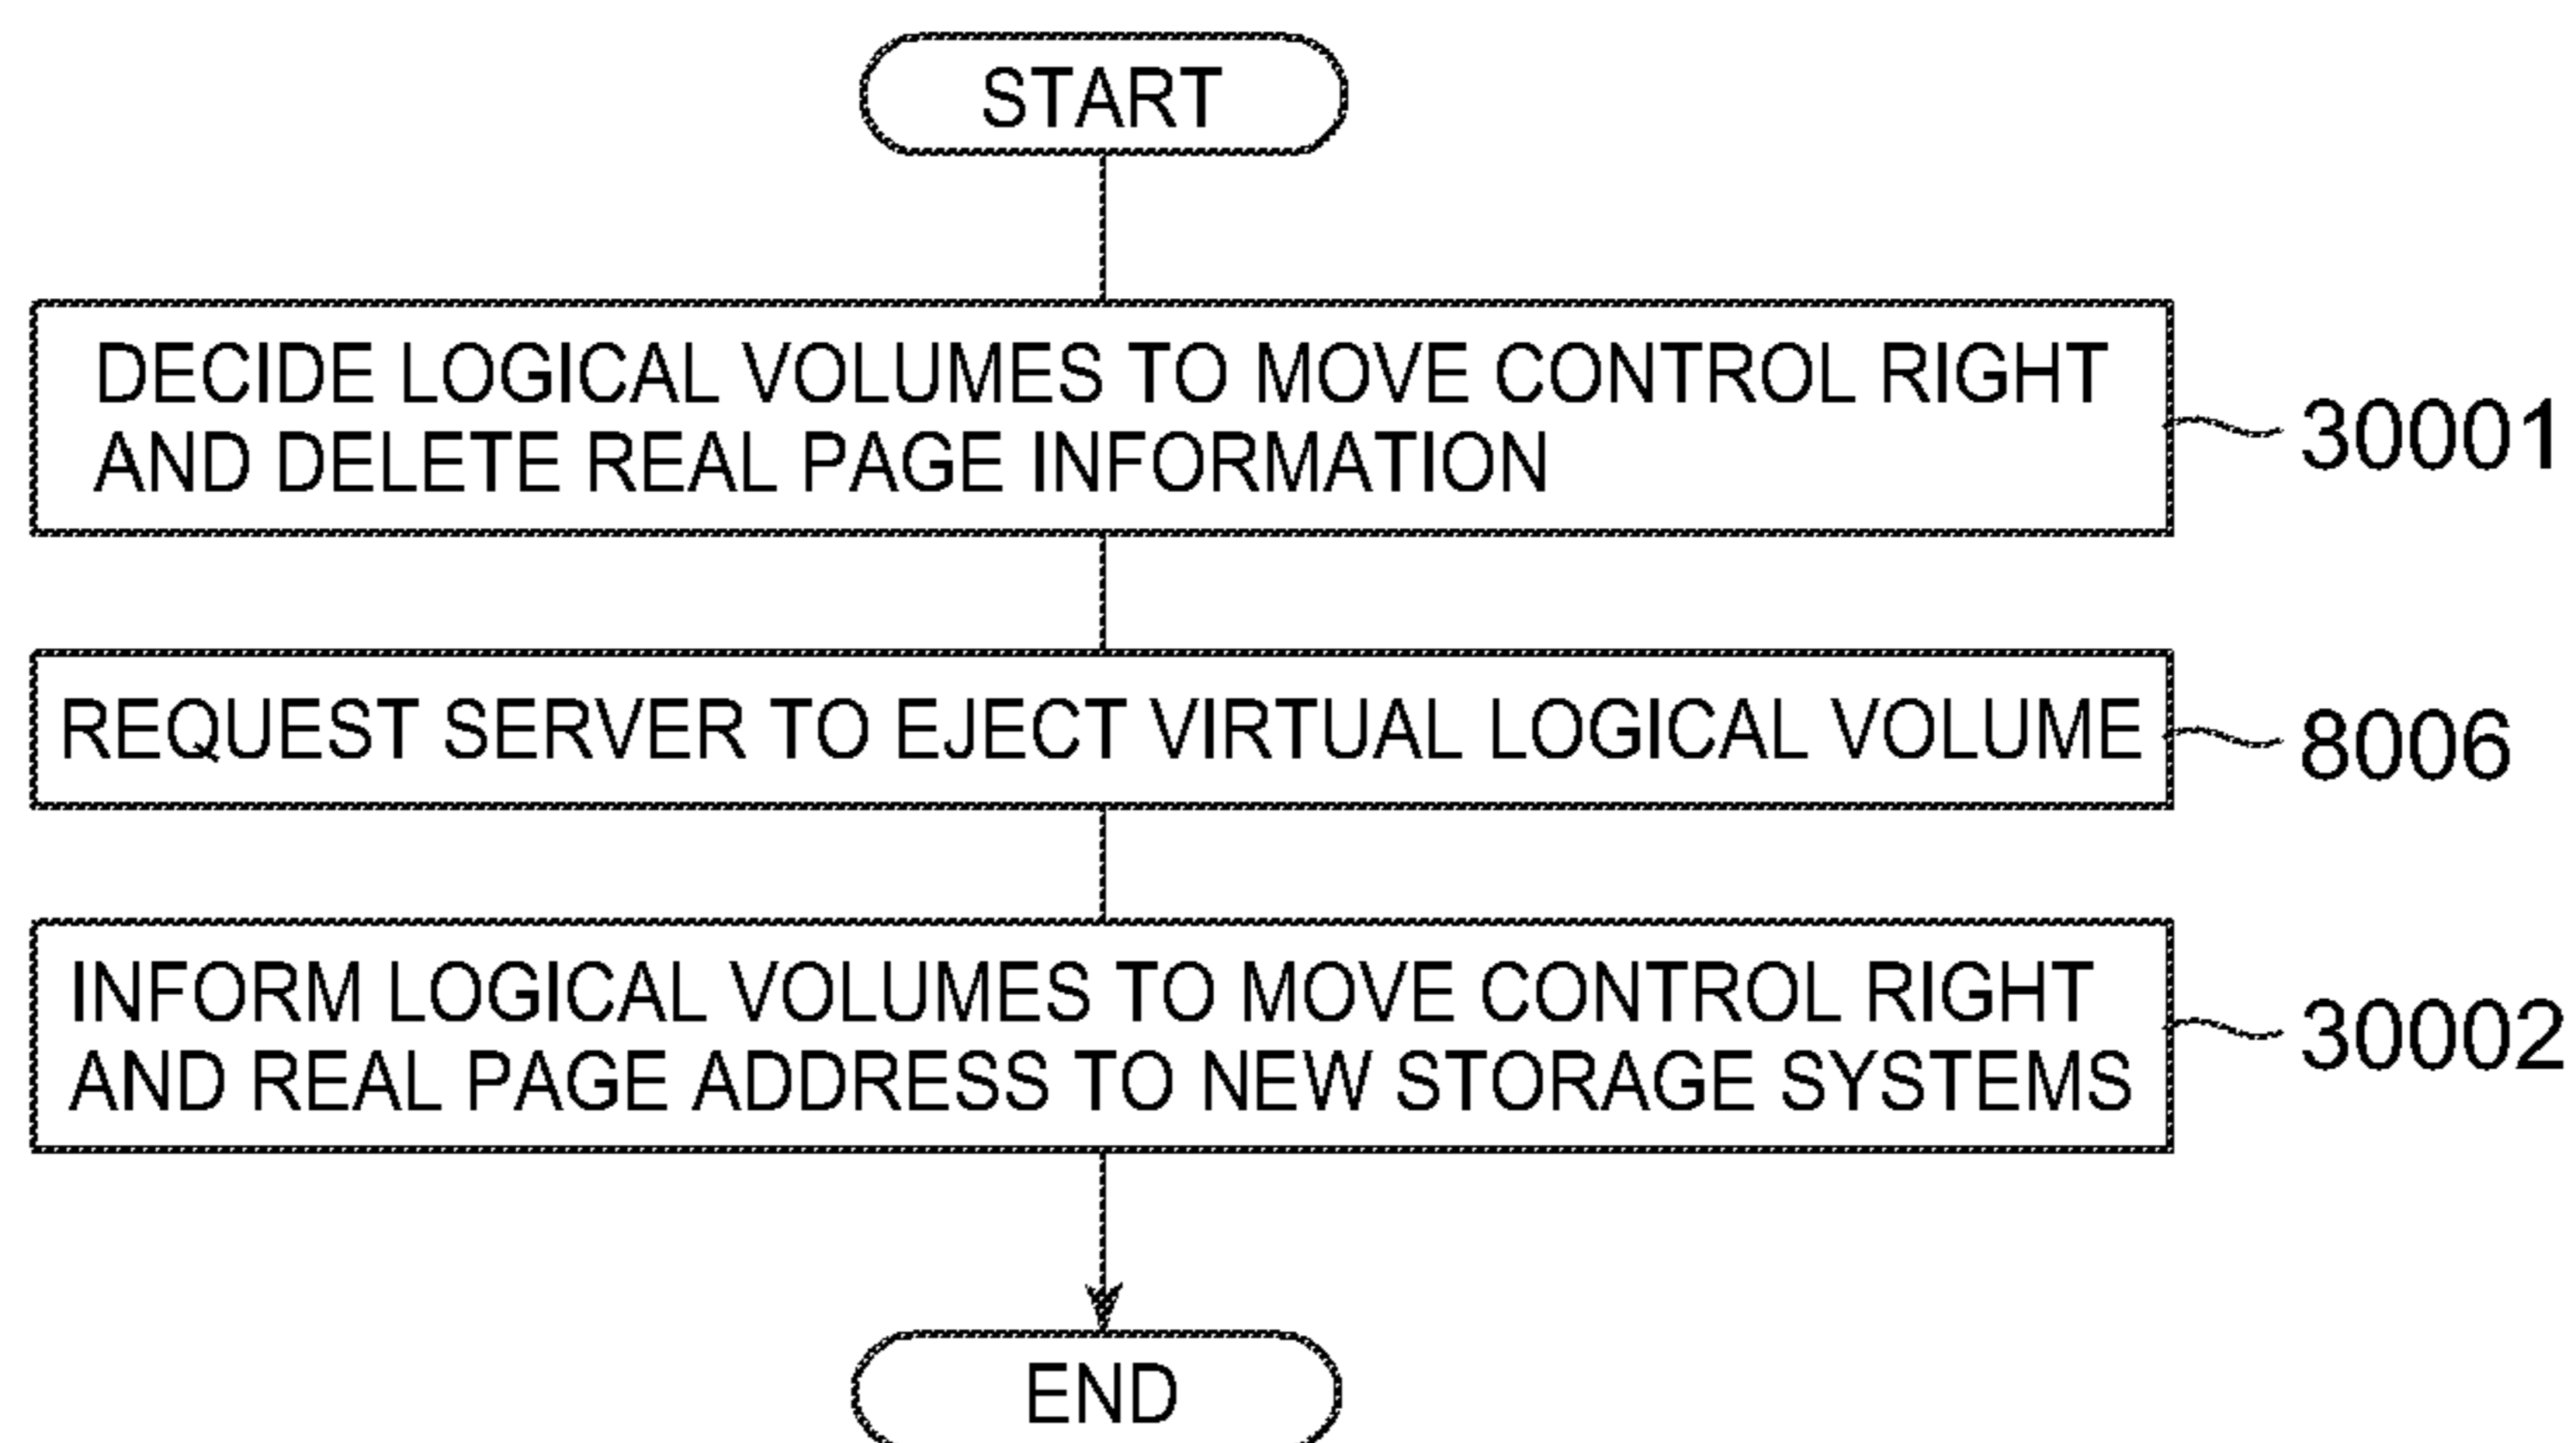 START
DECIDE LOGICAL VOLUMES TO MOVE CONTROL RIGHT
AND DELETE REAL PAGE INFORMATION
30001
REQUEST SERVER TO EJECT VIRTUAL LOGICAL VOLUME
8006
INFORM LOGICAL VOLUMES TO MOVE CONTROL RIGHT
AND REAL PAGE ADDRESS TO NEW STORAGE SYSTEMS
30002
END